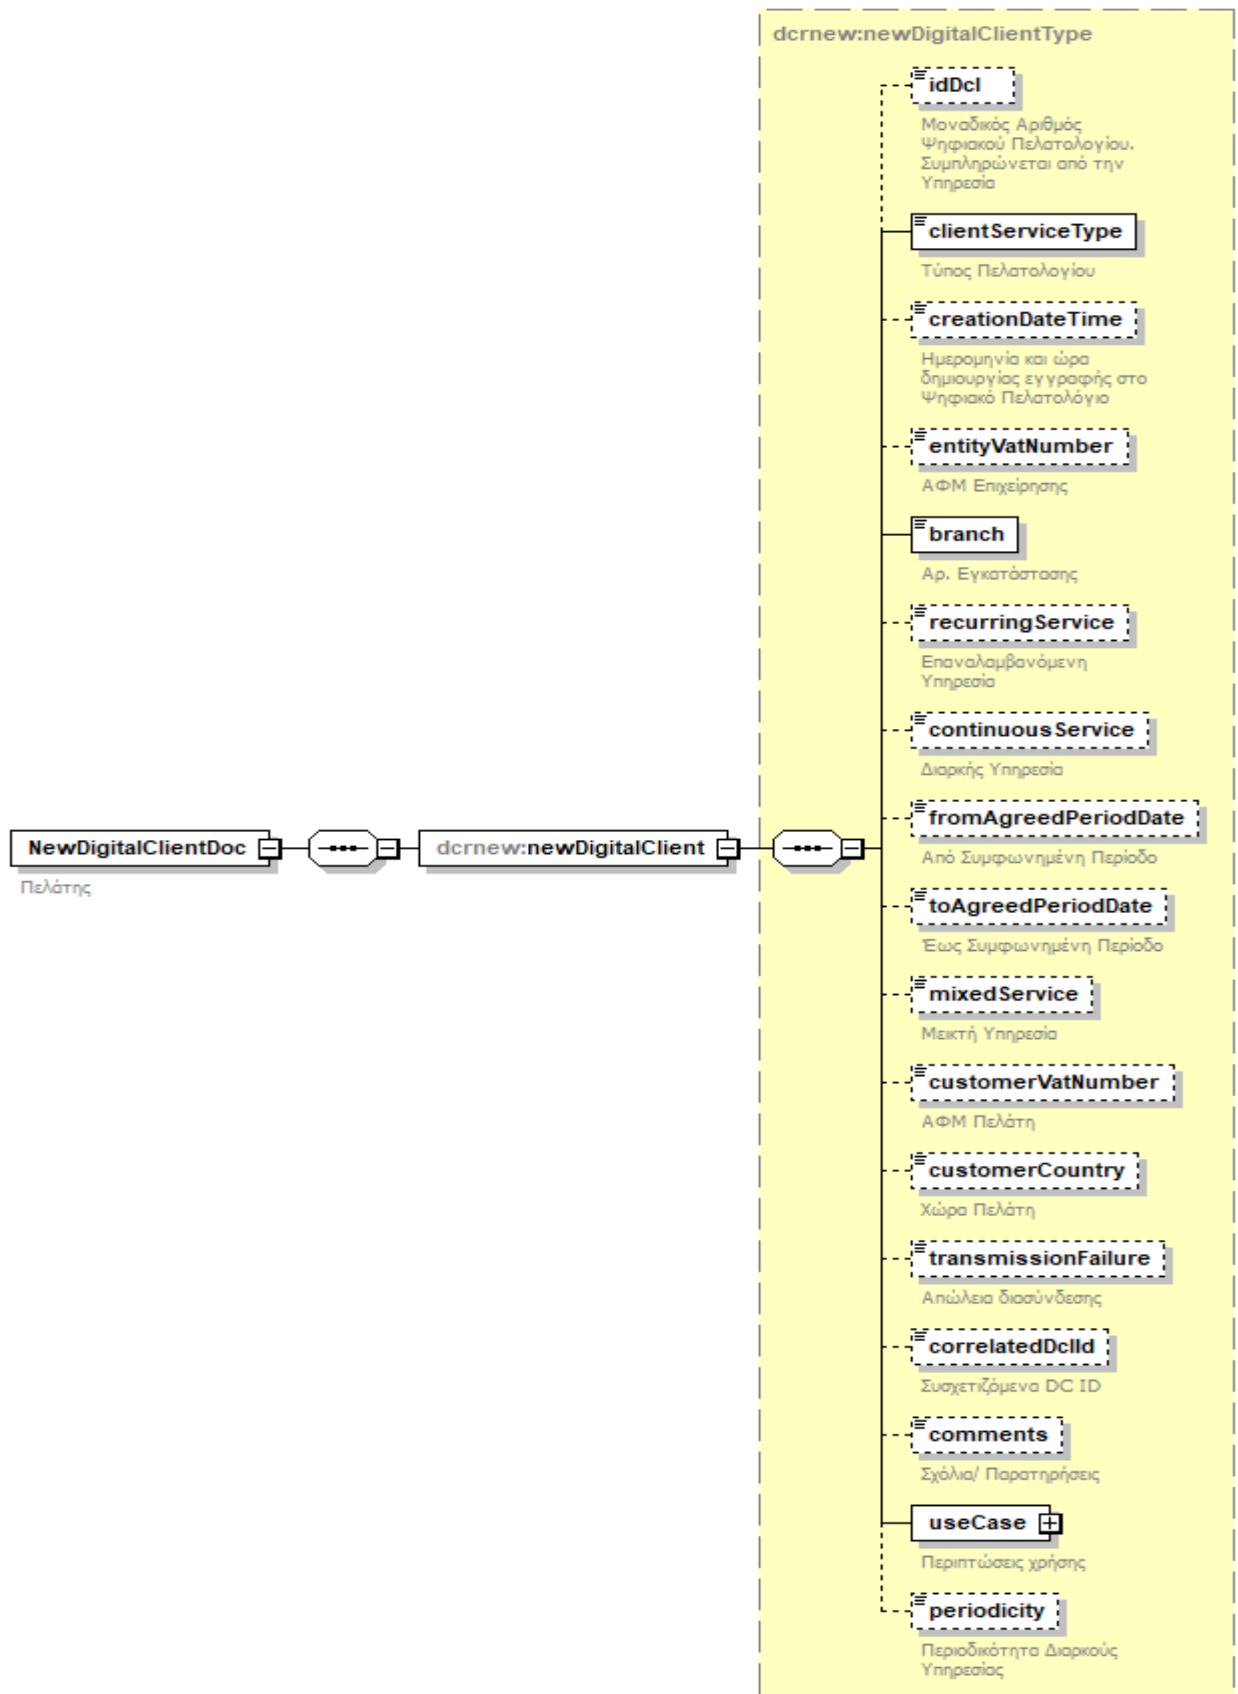 dcrnew:newDigitalClientType
idDcl
Μοναδικός Αριθμός
Ψηφιακού Πελατολογίου.
Συμπληρώνεται από την
Υπηρεσία
clientServiceType
Τύπος Πελατολογίου
creationDateTime
Ημερομηνία και ώρα
δημιουργίας εγγραφής στο
Ψηφιακό Πελατολόγιο
entityVatNumber
ΑΦΜ Επιχείρησης
branch
Αρ. Εγκατάστασης
recurringService
Επαναλαμβανόμενη
Υπηρεσία
continuousService
Διαρκής Υπηρεσία
fromAgreedPeriodDate
Από Συμφωνημένη Περίοδο
NewDigitalClientDoc
Πελάτης
dcrnew:newDigitalClient
toAgreedPeriodDate
Έως Συμφωνημένη Περίοδο
mixedService
Μεικτή Υπηρεσία
customerVatNumber
ΑΦΜ Πελάτη
customerCountry
Χώρα Πελάτη
transmissionFailure
Απώλεια διασύνδεσης
correlatedDclId
Συσχετιζόμενα DC ID
comments
Σχόλια/ Παρατηρήσεις
useCase
Περιπτώσεις χρήσης
periodicity
Περιοδικότητα Διαρκούς
Υπηρεσίας